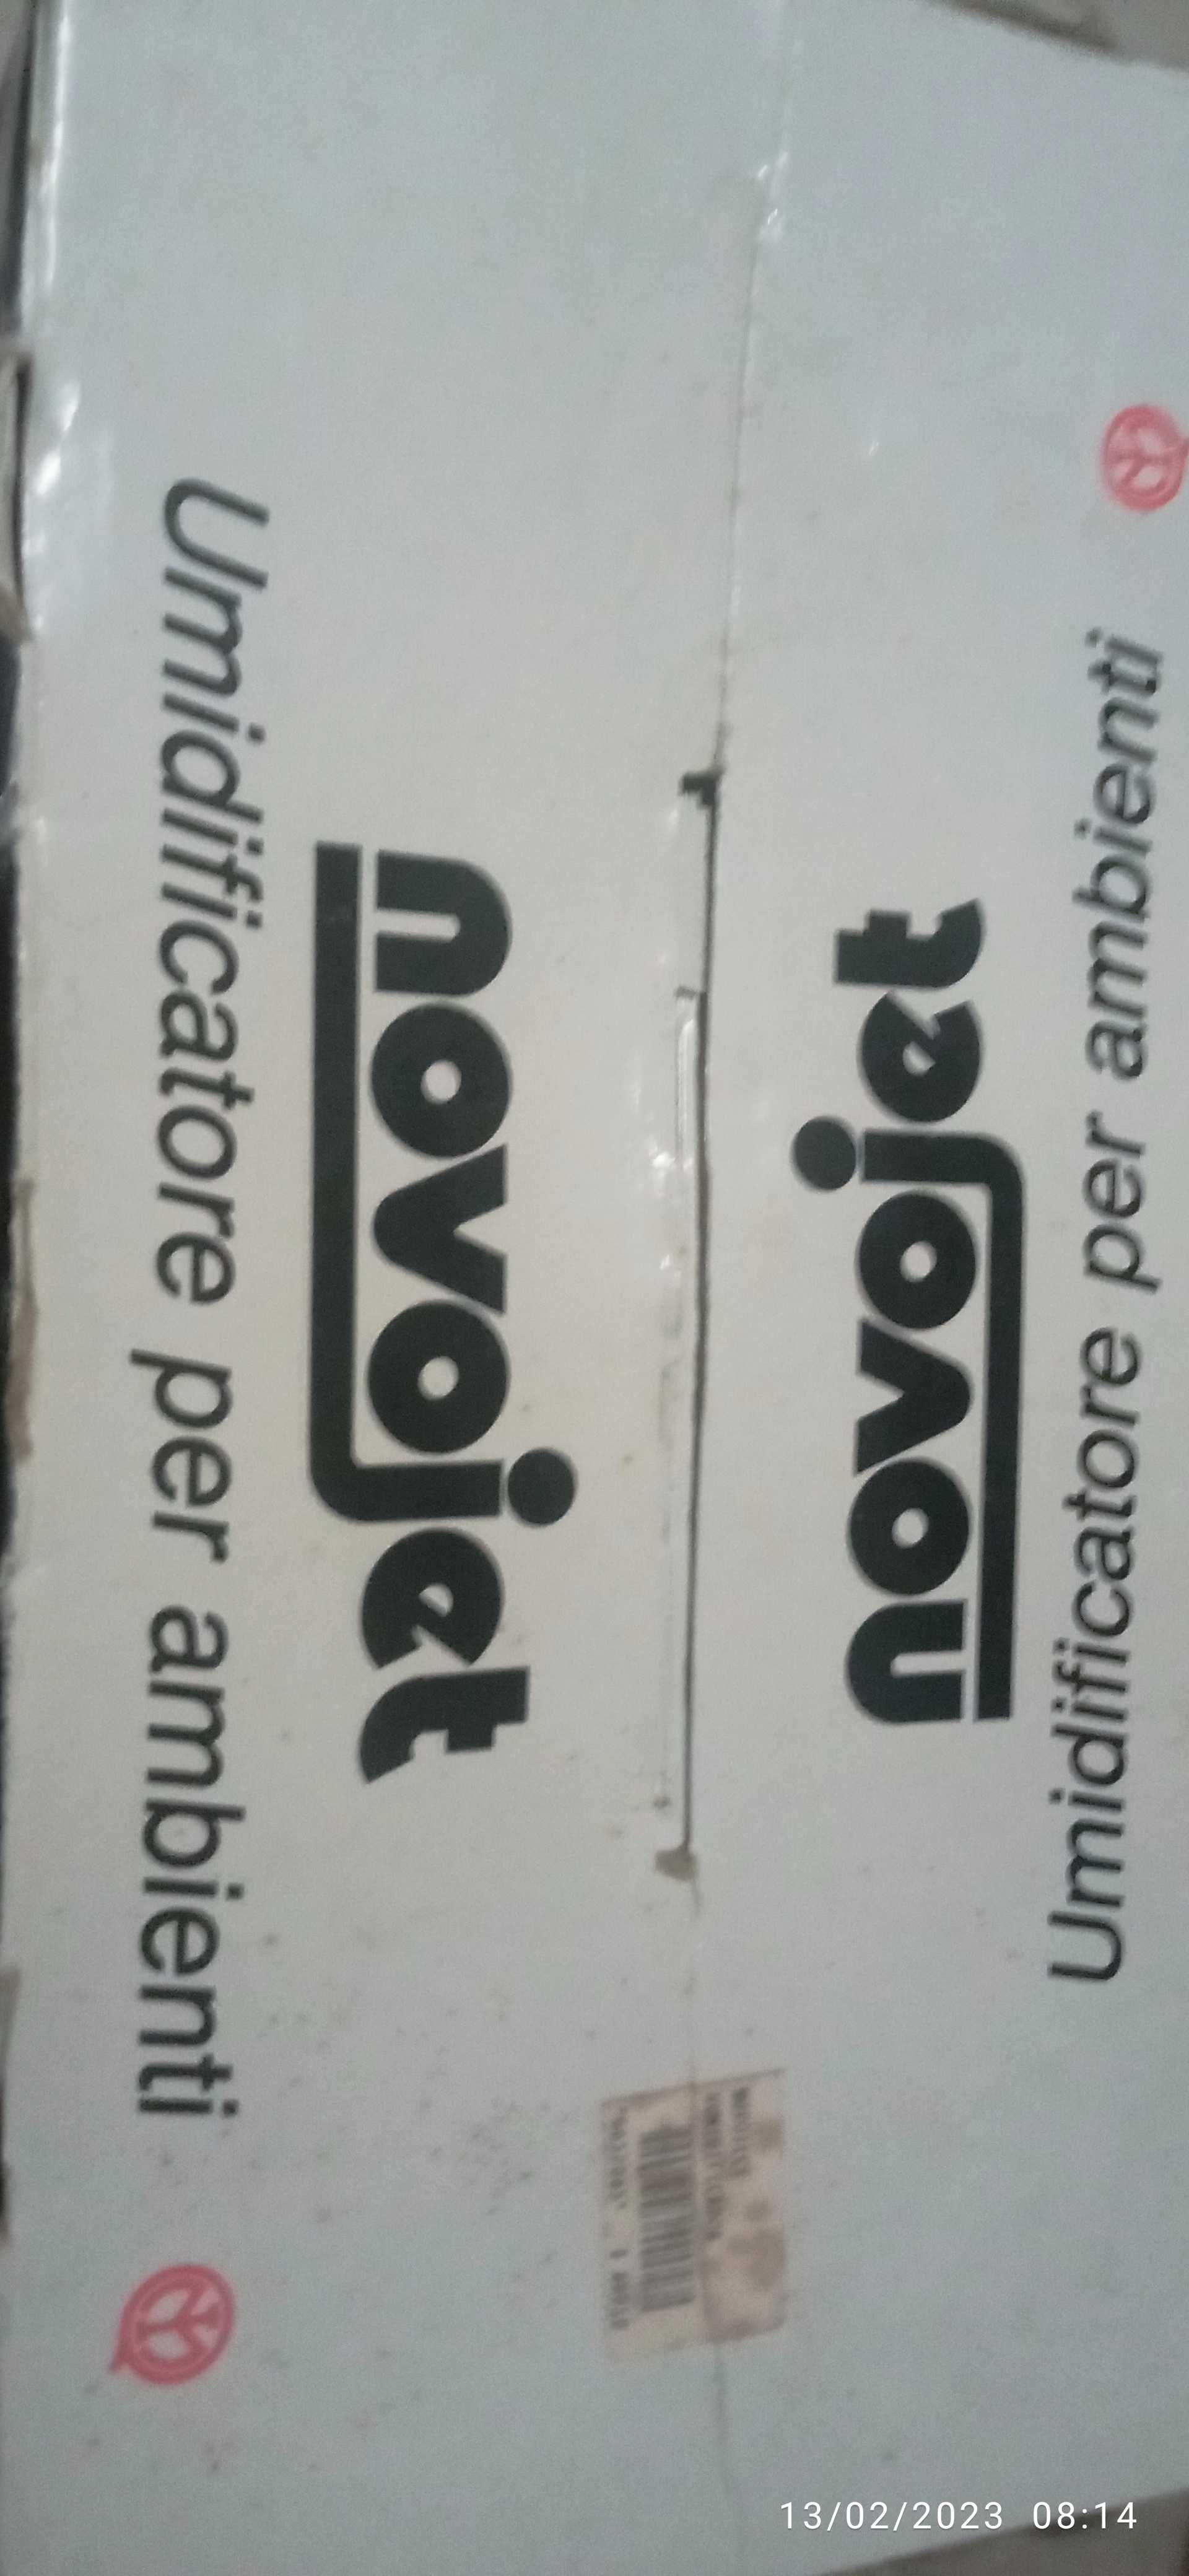 novojet
Umidificatore per ambienti
novojet
Umidificatore per ambienti
13/02/2023 08:14